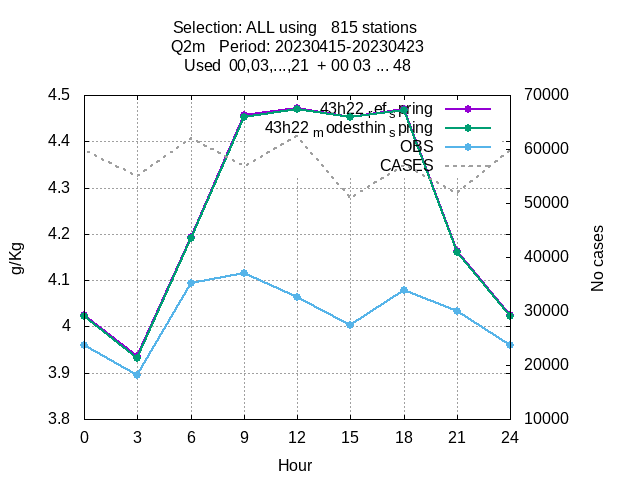 Selection: ALL using 815 stations
Q2m Period: 20230415-20230423
Used 00,03,...,21 + 00 03 ... 48
4.5
4.4
4.3
4.2
4.1
4
3.9
3.8
70000
60000
50000
40000
30000
20000
10000
43h22_ref_spring
43h22_modesthin_spring
OBS
CASES
g/Kg
No cases
0 3 6 9 12 15 18 21 24
Hour